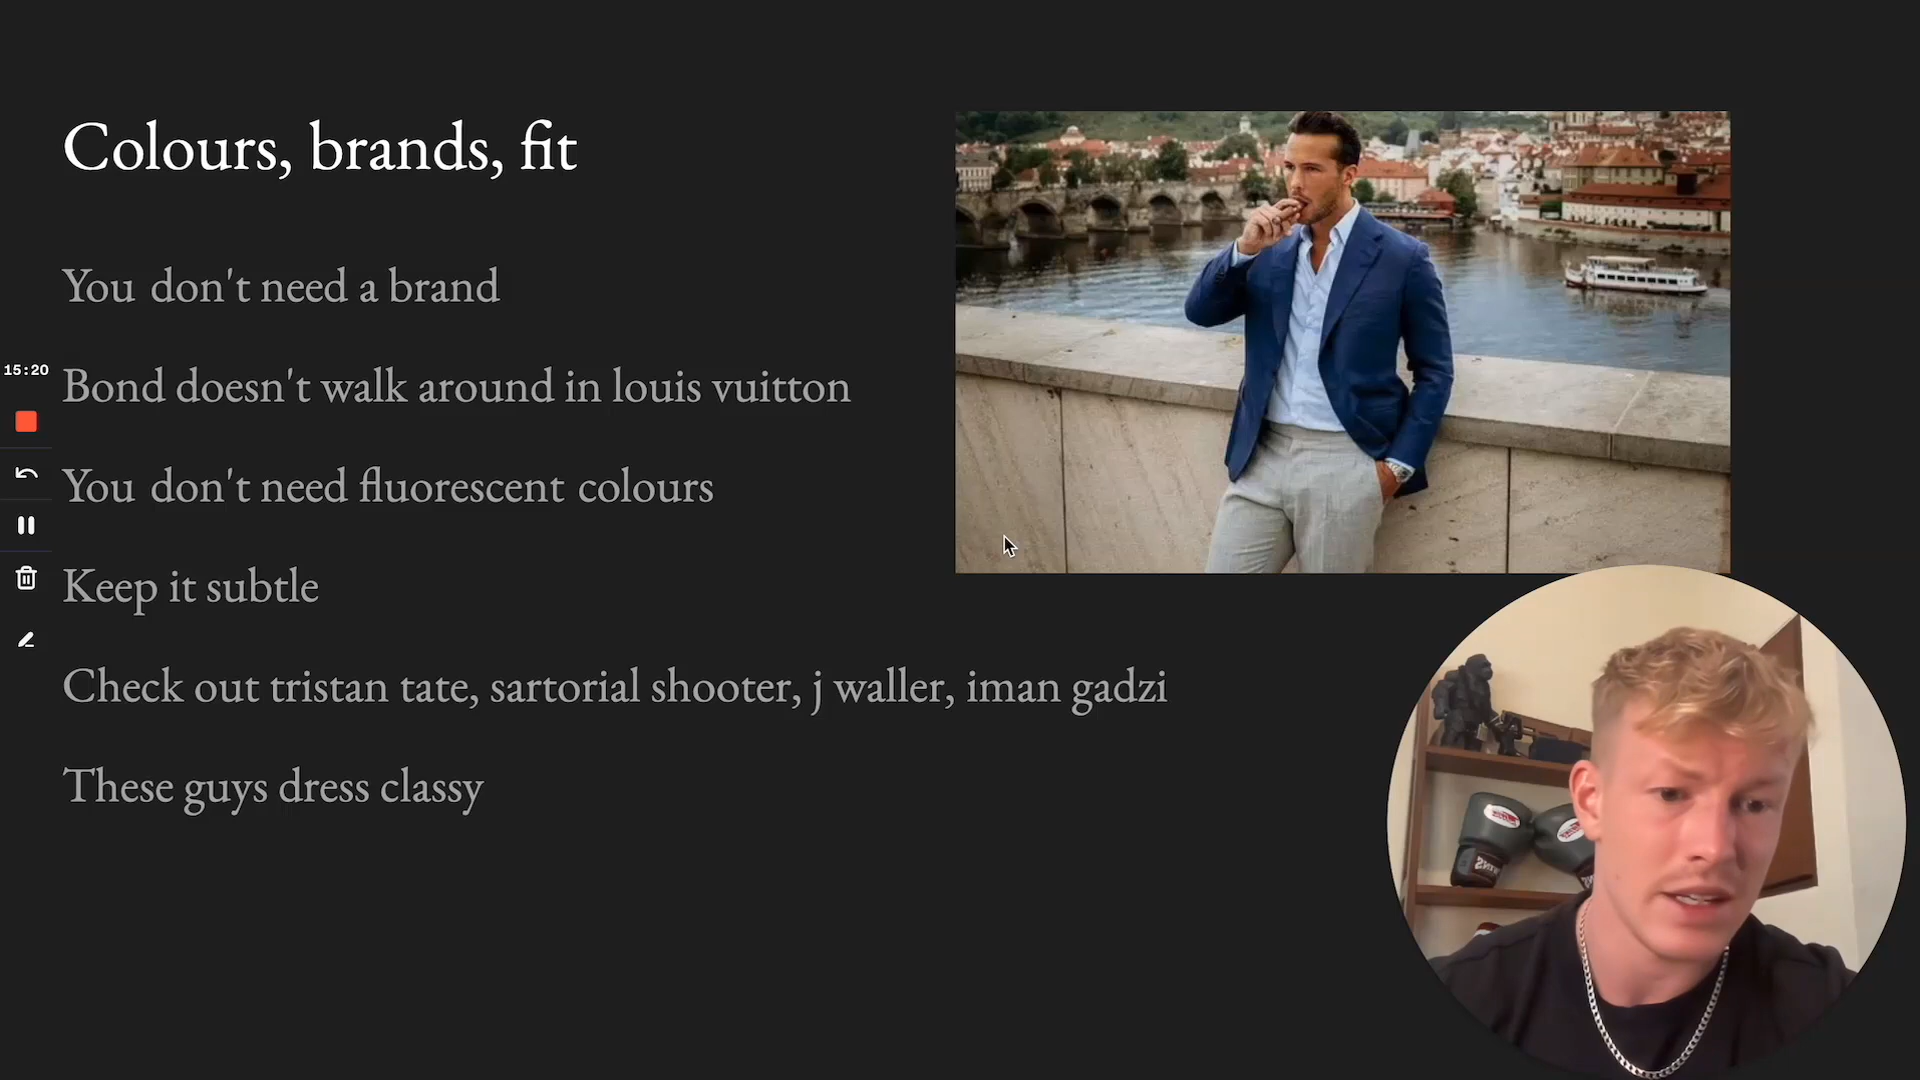 Colours, brands, fit
You don't need a brand
15:20
Bond doesn't walk around in louis vuitton
You don't need fluorescent colours
Keep it subtle
Check out tristan tate, sartorial shooter, j waller, iman gadzi
These guys dress classy